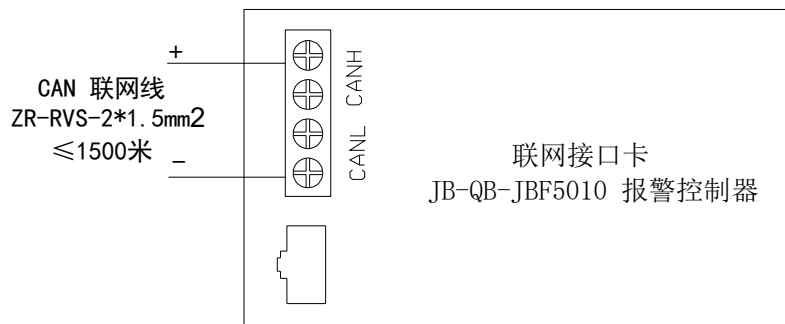 +
CAN 联网线
ZR-RVS-2*1.5mm2
≤1500米
−
CANH
CANL
联网接口卡
JB-QB-JBF5010 报警控制器